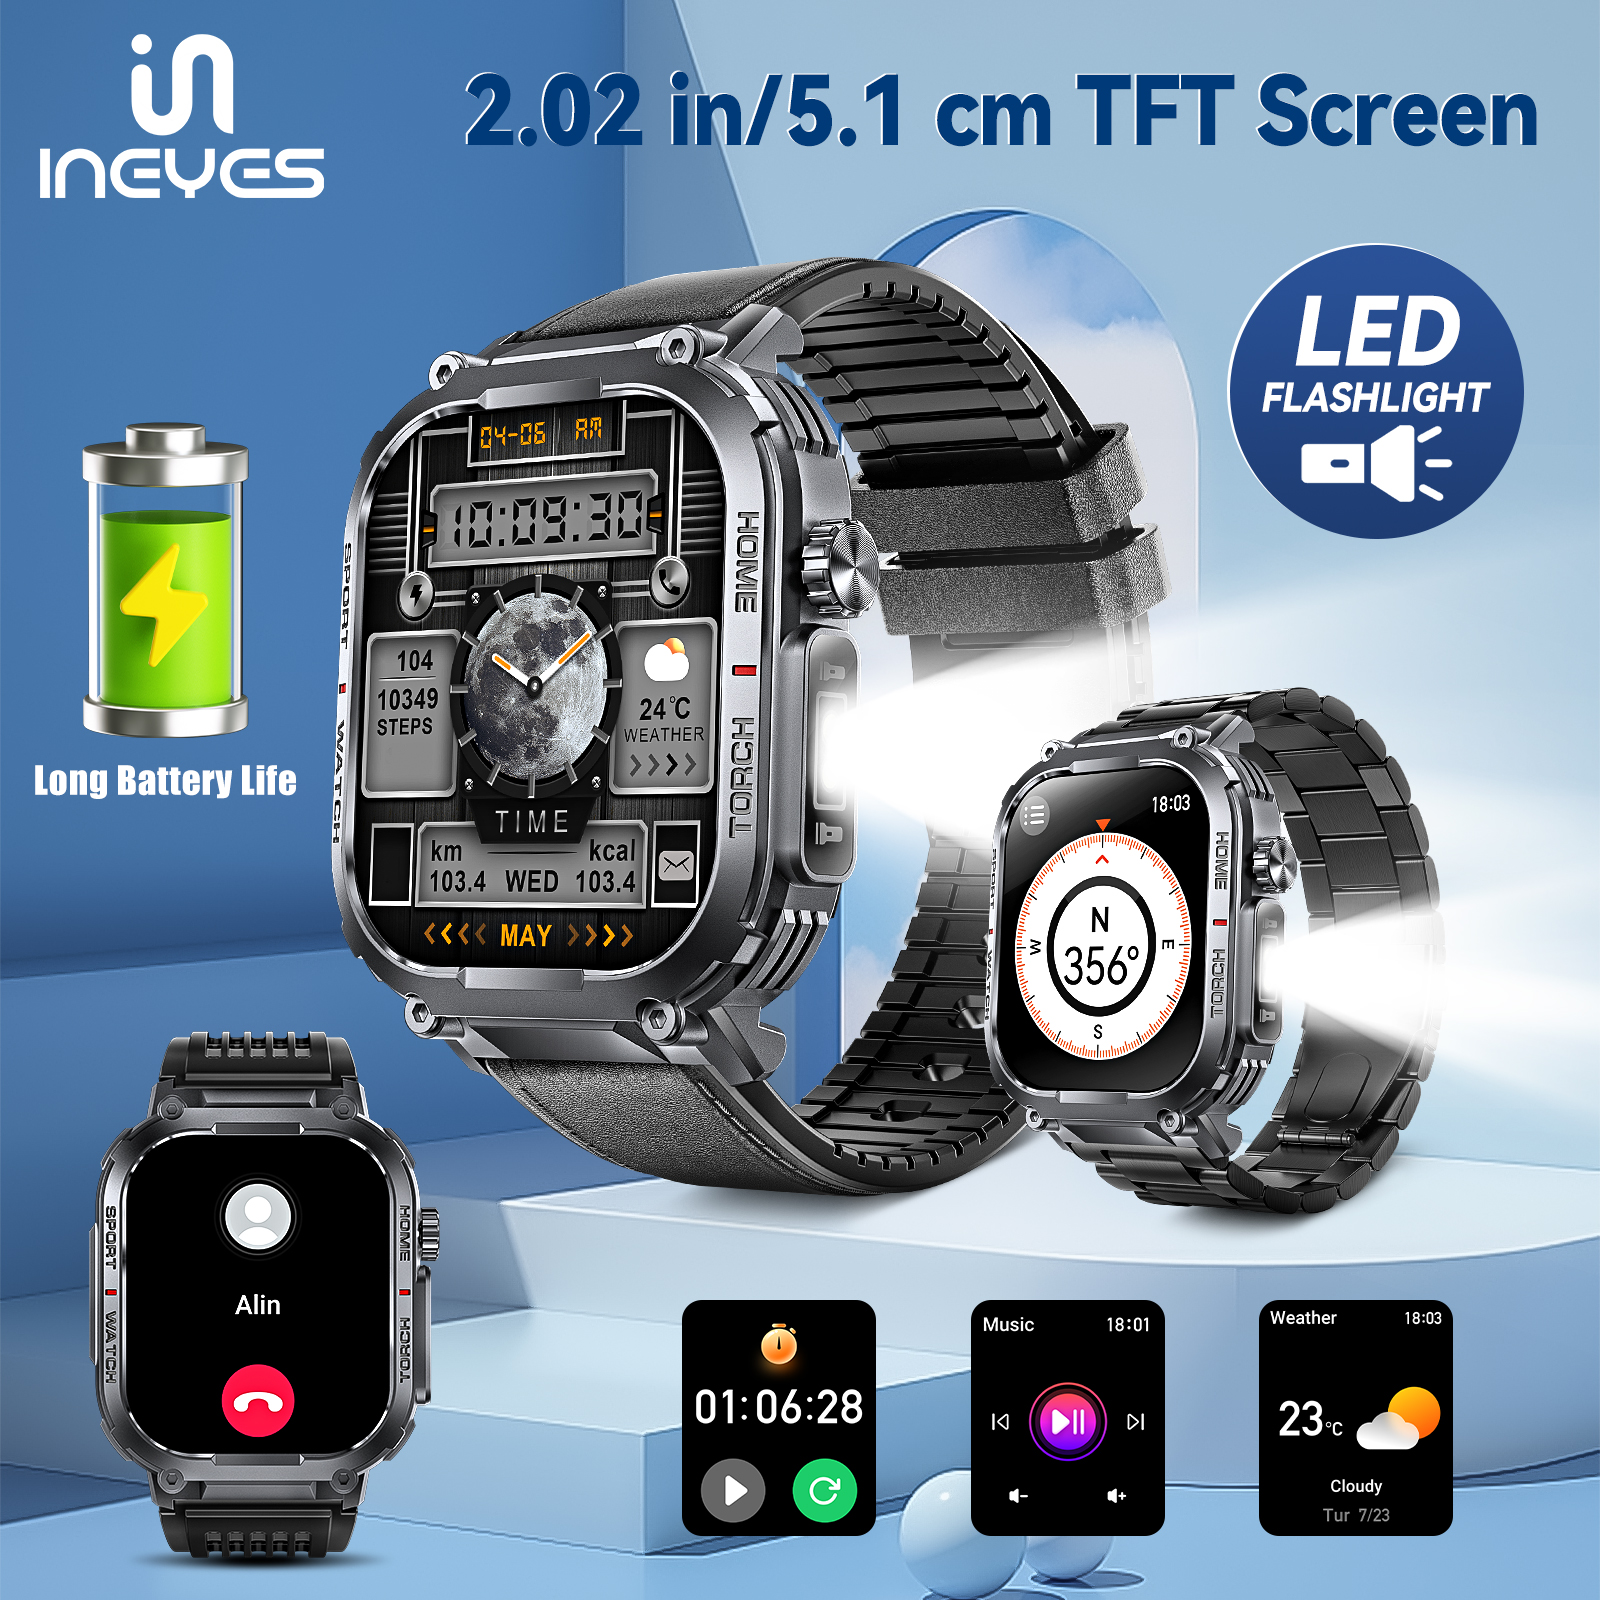 INEYES
2.02 in/5.1 cm TFT Screen
LED
FLASHLIGHT
Long Battery Life
04-06 AM
10:09:30
104
10349
STEPS
24°C
WEATHER
TIME
km
kcal
103.4 WED 103.4
MAY
SPORT
WATCH
HOME
TORCH
18:03
N
356°
W
E
S
SPORT
WATCH
HOME
TORCH
Alin
SPORT
WATCH
HOME
TORCH
01:06:28
Music 18:01
Weather 18:03
23°C
Cloudy
Tur 7/23